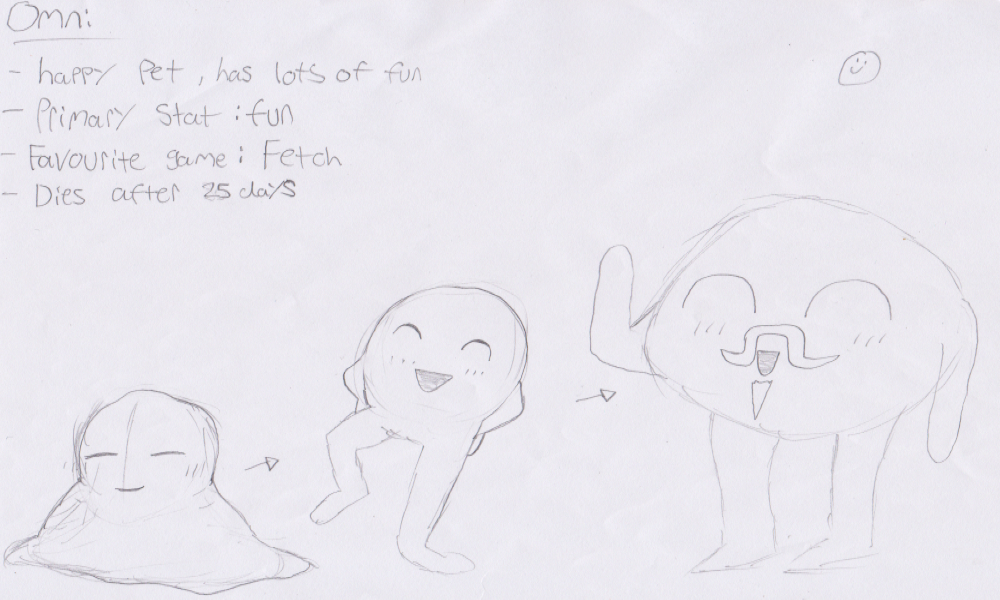 Omni
- happy Pet, has lots of fun
- Primary Stat : fun
- Favourite game : Fetch
- Dies after 25 days